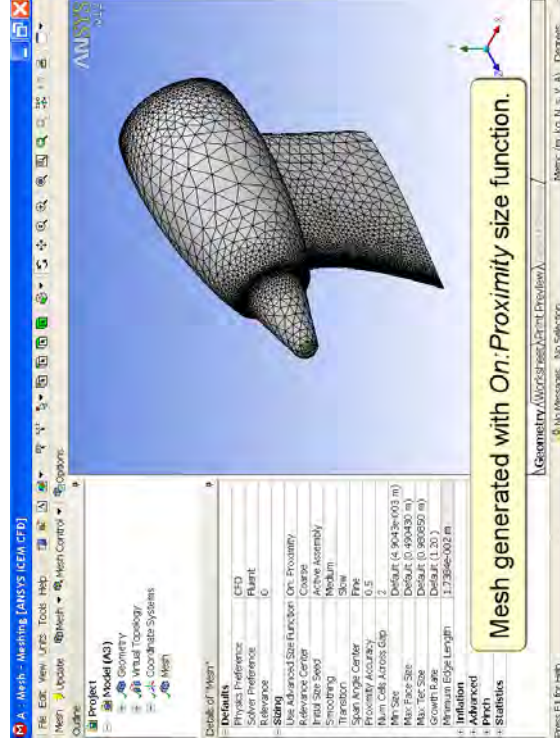 A : Mesh - Meshing [ANSYS ICEM CFD]
File Edit View Units Tools Help
Mesh Update Mesh Mesh Control Options
Outline
Project
Model (A3)
Geometry
Virtual Topology
Coordinate Systems
Mesh
Details of "Mesh"
Defaults
Physics Preference CFD
Solver Preference Fluent
Relevance 0
Sizing
Use Advanced Size Function On: Proximity
Relevance Center Coarse
Initial Size Seed Active Assembly
Smoothing Medium
Transition Slow
Span Angle Center Fine
Proximity Accuracy 0.5
Num Cells Across Gap 2
Min Size Default (4.9043e-003 m)
Max Face Size Default (0.490430 m)
Max Tet Size Default (0.980850 m)
Growth Rate Default (1.20 )
Minimum Edge Length 1.7384e-002 m
Inflation
Advanced
Pinch
Statistics
ANSYS
Mesh generated with On:Proximity size function.
Geometry Worksheet Print Preview
Press F1 for Help No Messages No Selection Metric (m, kg, N, s, V, A) Degrees